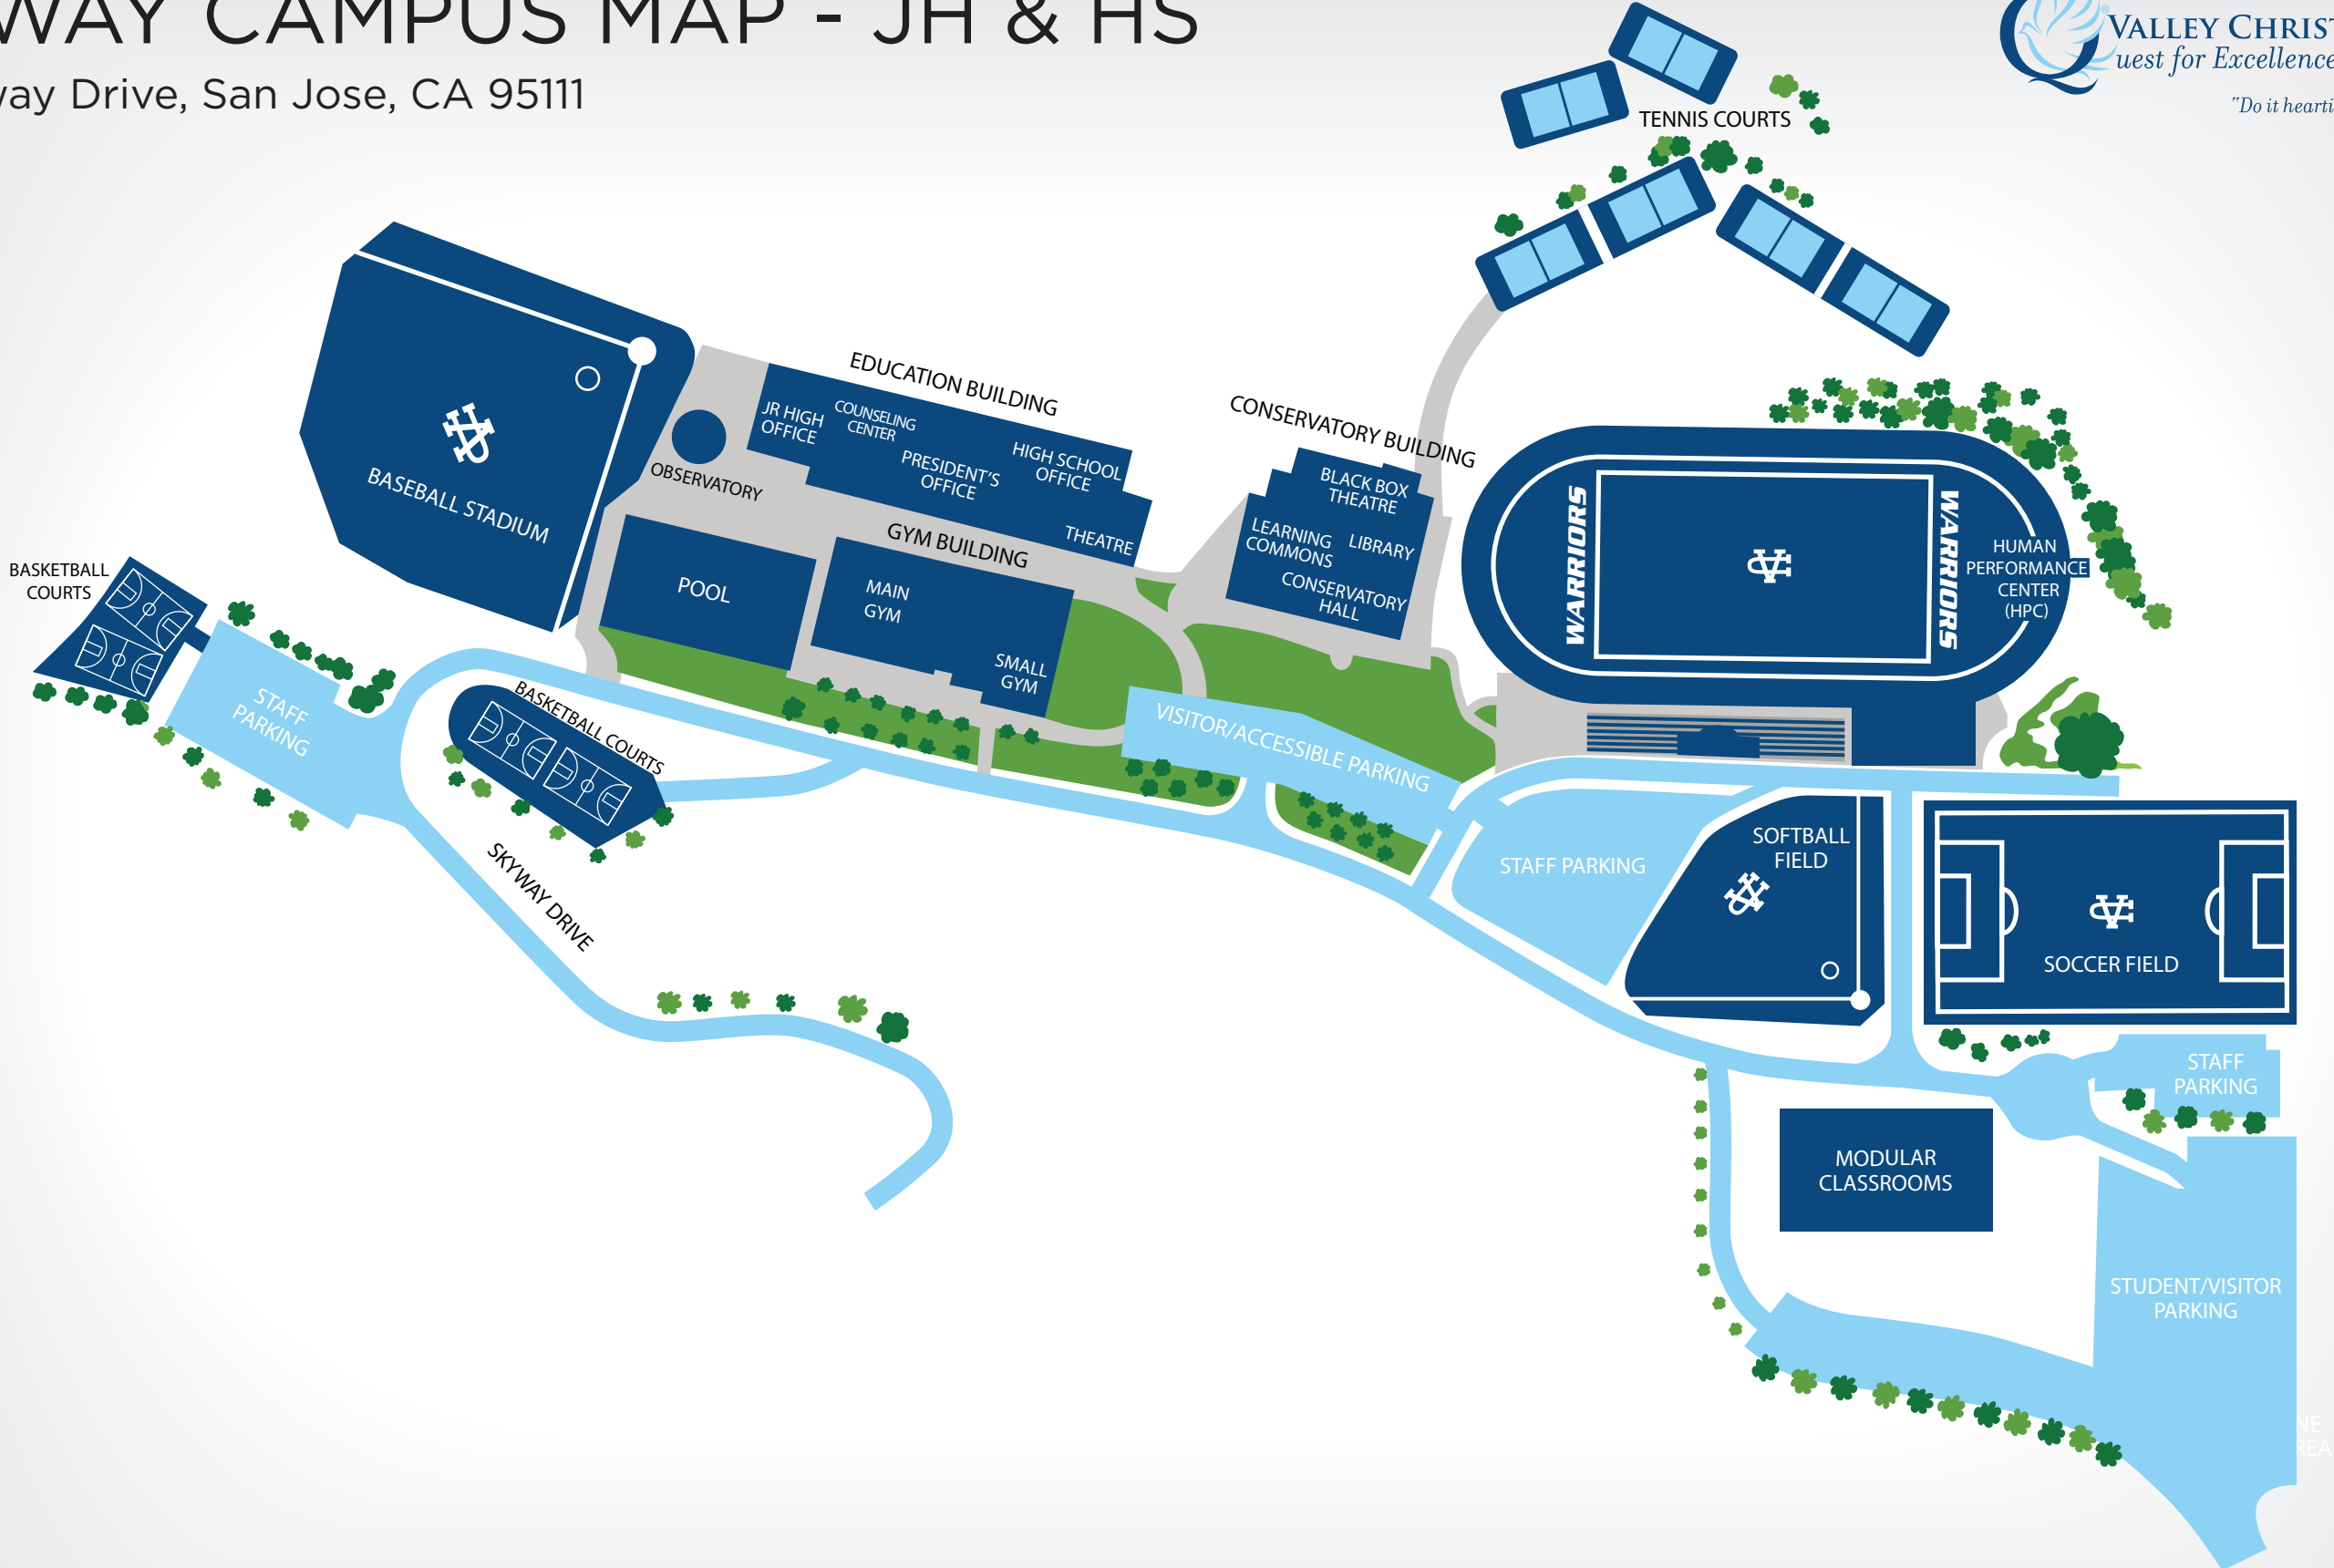 WAY CAMPUS MAP - JH & HS
way Drive, San Jose, CA 95111
VALLEY CHRIST
Quest for Excellence
"Do it hearti
TENNIS COURTS
EDUCATION BUILDING
JR HIGH
OFFICE
COUNSELING
CENTER
PRESIDENT'S
OFFICE
HIGH SCHOOL
OFFICE
THEATRE
OBSERVATORY
BASEBALL STADIUM
CONSERVATORY BUILDING
BLACK BOX
THEATRE
LEARNING
COMMONS
LIBRARY
CONSERVATORY
HALL
WARRIORS
WARRIORS
HUMAN
PERFORMANCE
CENTER
(HPC)
GYM BUILDING
POOL
MAIN
GYM
SMALL
GYM
BASKETBALL
COURTS
STAFF
PARKING
BASKETBALL COURTS
VISITOR/ACCESSIBLE PARKING
SKYWAY DRIVE
STAFF PARKING
SOFTBALL
FIELD
SOCCER FIELD
STAFF
PARKING
MODULAR
CLASSROOMS
STUDENT/VISITOR
PARKING
NE
REA